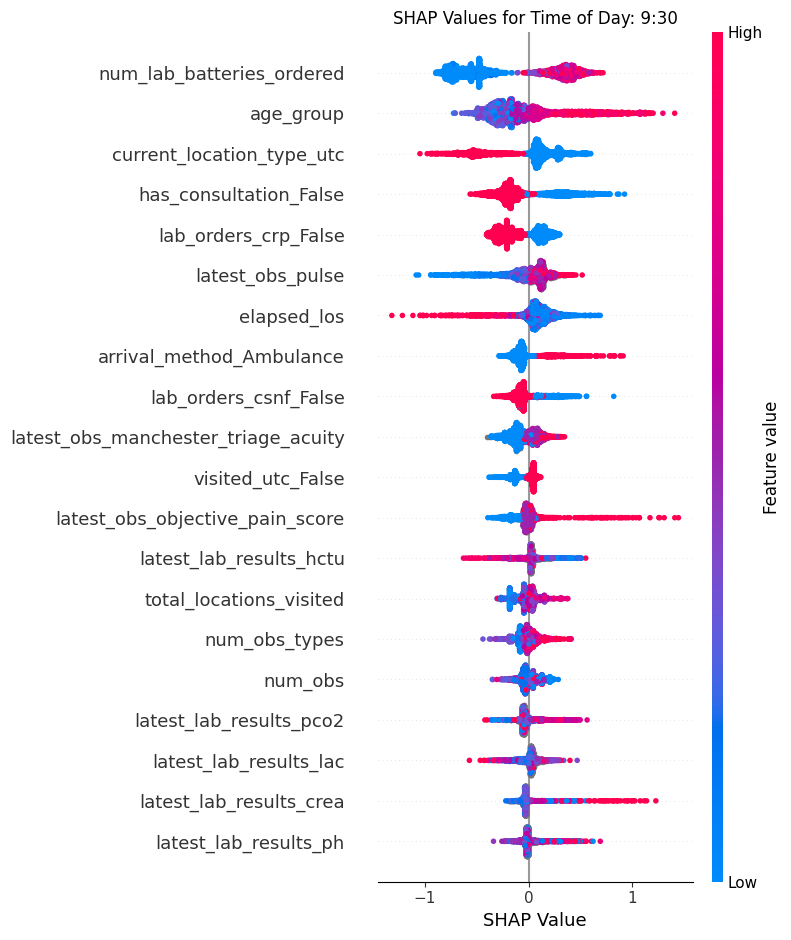 SHAP Values for Time of Day: 9:30
High
num_lab_batteries_ordered
age_group
current_location_type_utc
has_consultation_False
lab_orders_crp_False
latest_obs_pulse
elapsed_los
arrival_method_Ambulance
lab_orders_csnf_False
latest_obs_manchester_triage_acuity
visited_utc_False
latest_obs_objective_pain_score
latest_lab_results_hctu
total_locations_visited
num_obs_types
num_obs
latest_lab_results_pco2
latest_lab_results_lac
latest_lab_results_crea
latest_lab_results_ph
Feature value
Low
−1 0 1
SHAP Value